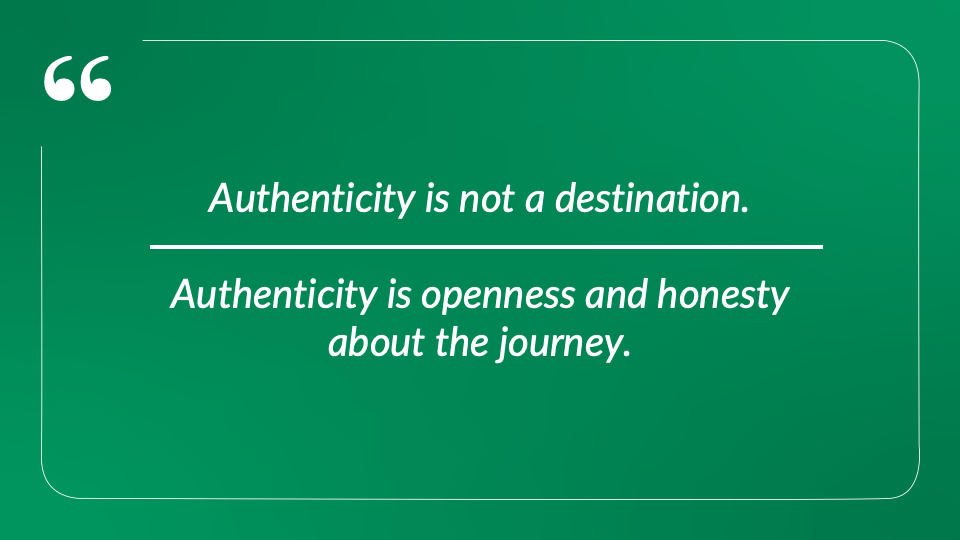 “
Authenticity is not a destination.
Authenticity is openness and honesty
about the journey.